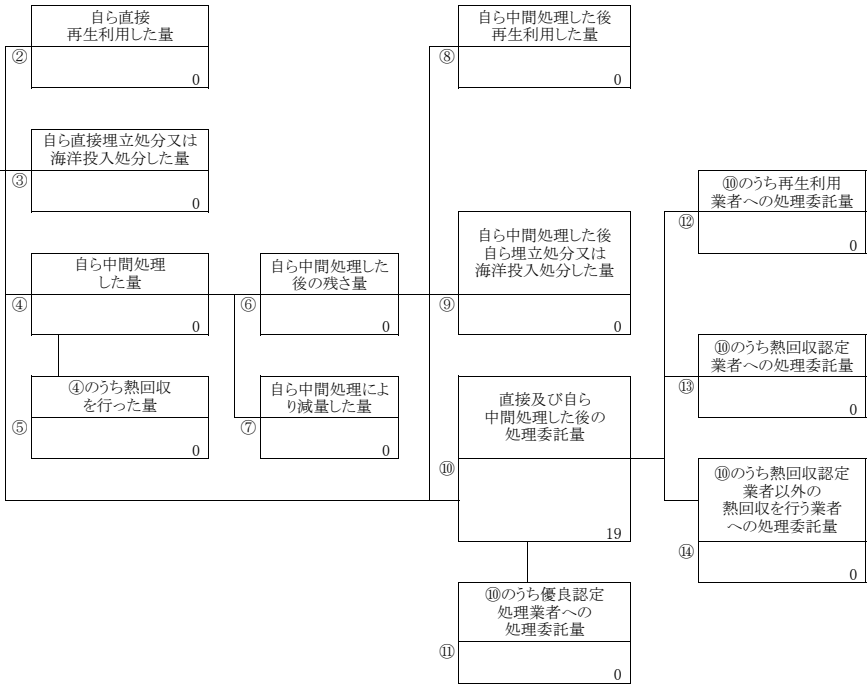 自ら直接
再生利用した量
②
0
自ら直接埋立処分又は
海洋投入処分した量
③
0
自ら中間処理
した量
④
0
④のうち熱回収
を行った量
⑤
0
自ら中間処理した
後の残さ量
⑥
0
自ら中間処理によ
り減量した量
⑦
0
自ら中間処理した後
再生利用した量
⑧
0
自ら中間処理した後
自ら埋立処分又は
海洋投入処分した量
⑨
0
直接及び自ら
中間処理した後の
処理委託量
⑩
19
⑩のうち優良認定
処理業者への
処理委託量
⑪
0
⑩のうち再生利用
業者への処理委託量
⑫
0
⑩のうち熱回収認定
業者への処理委託量
⑬
0
⑩のうち熱回収認定
業者以外の
熱回収を行う業者
への処理委託量
⑭
0